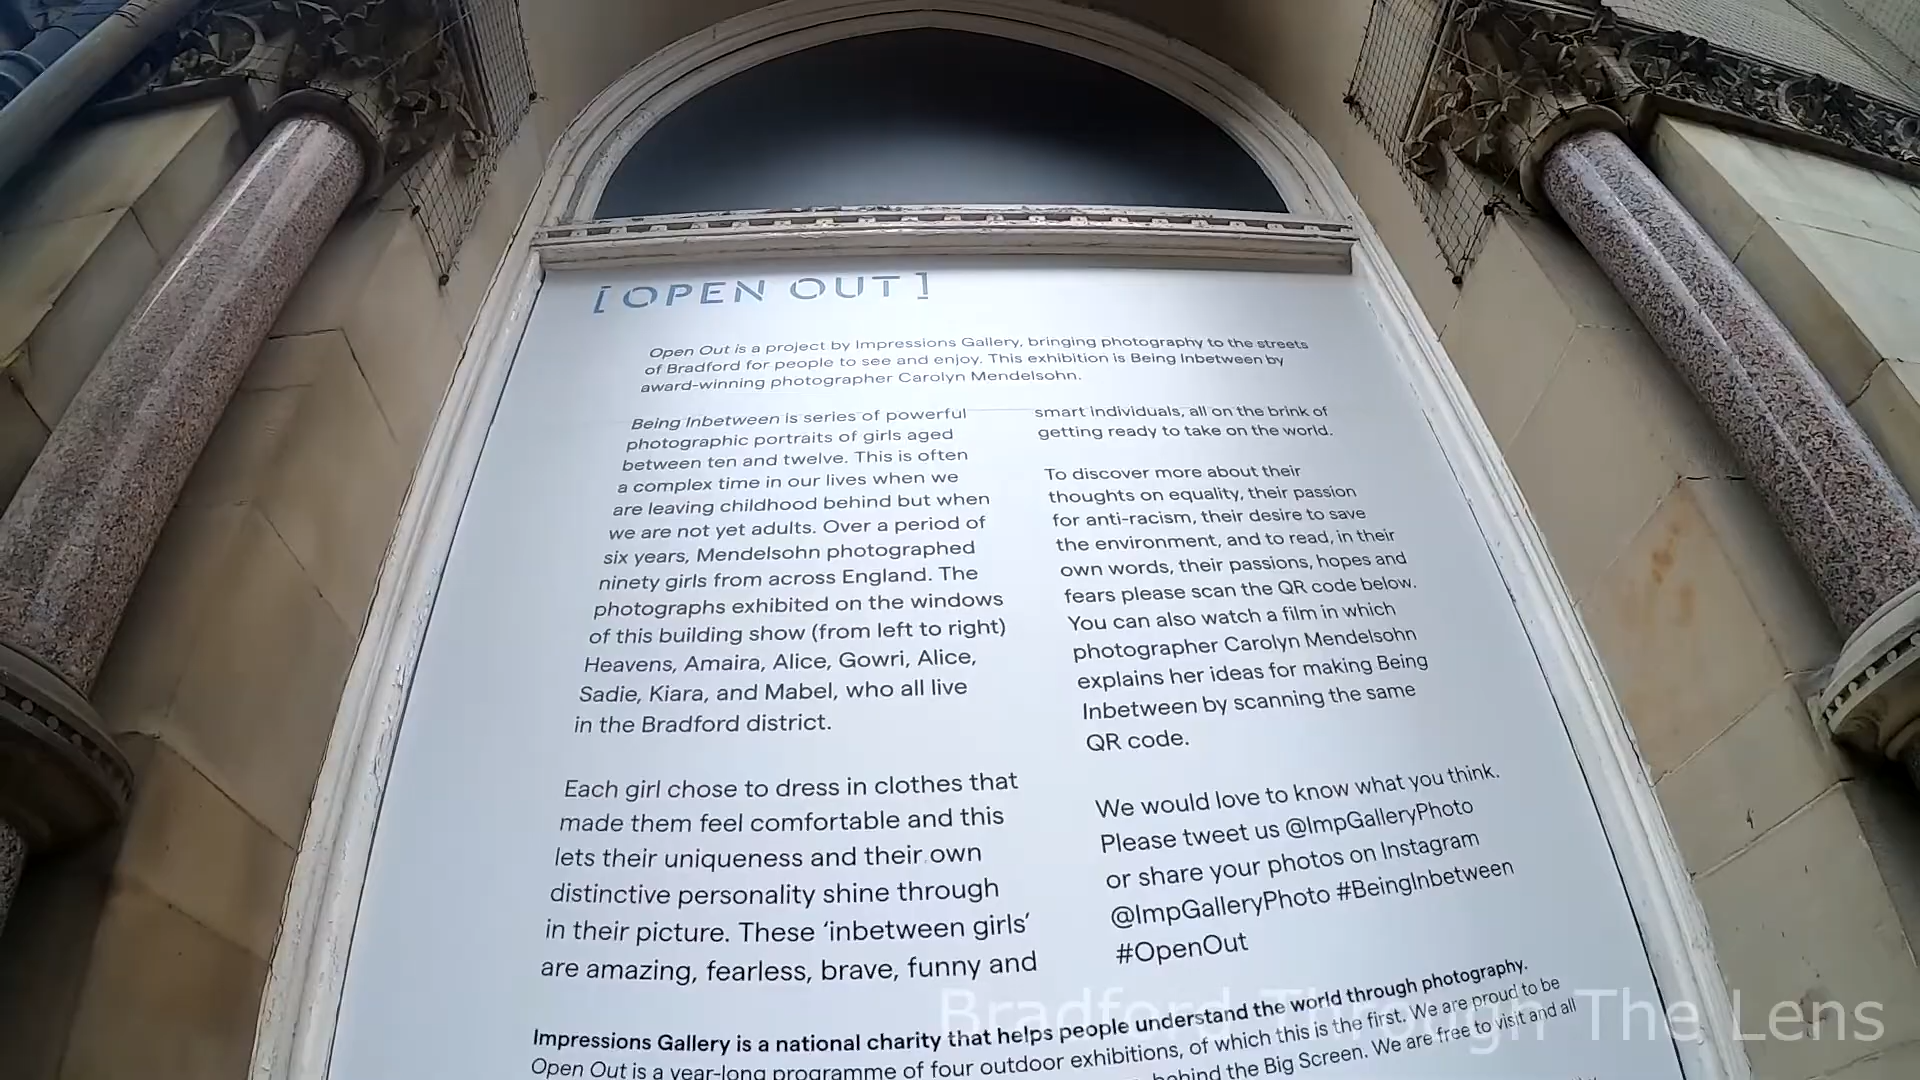 [OPEN OUT]
Open Out is a project by Impressions Gallery, bringing photography to the streets
of Bradford for people to see and enjoy. This exhibition is Being Inbetween by
award-winning photographer Carolyn Mendelsohn.
Being Inbetween is series of powerful
photographic portraits of girls aged
between ten and twelve. This is often
a complex time in our lives when we
are leaving childhood behind but when
we are not yet adults. Over a period of
six years, Mendelsohn photographed
ninety girls from across England. The
photographs exhibited on the windows
of this building show (from left to right)
Heavens, Amaira, Alice, Gowri, Alice,
Sadie, Kiara, and Mabel, who all live
in the Bradford district.
Each girl chose to dress in clothes that
made them feel comfortable and this
lets their uniqueness and their own
distinctive personality shine through
in their picture. These ‘inbetween girls’
are amazing, fearless, brave, funny and
smart individuals, all on the brink of
getting ready to take on the world.
To discover more about their
thoughts on equality, their passion
for anti-racism, their desire to save
the environment, and to read, in their
own words, their passions, hopes and
fears please scan the QR code below.
You can also watch a film in which
photographer Carolyn Mendelsohn
explains her ideas for making Being
Inbetween by scanning the same
QR code.
We would love to know what you think.
Please tweet us @ImpGalleryPhoto
or share your photos on Instagram
@ImpGalleryPhoto #BeingInbetween
#OpenOut
Impressions Gallery is a national charity that helps people understand the world through photography.
Open Out is a year-long programme of four outdoor exhibitions, of which this is the first. We are proud to be
behind the Big Screen. We are free to visit and all
Bradford Through The Lens